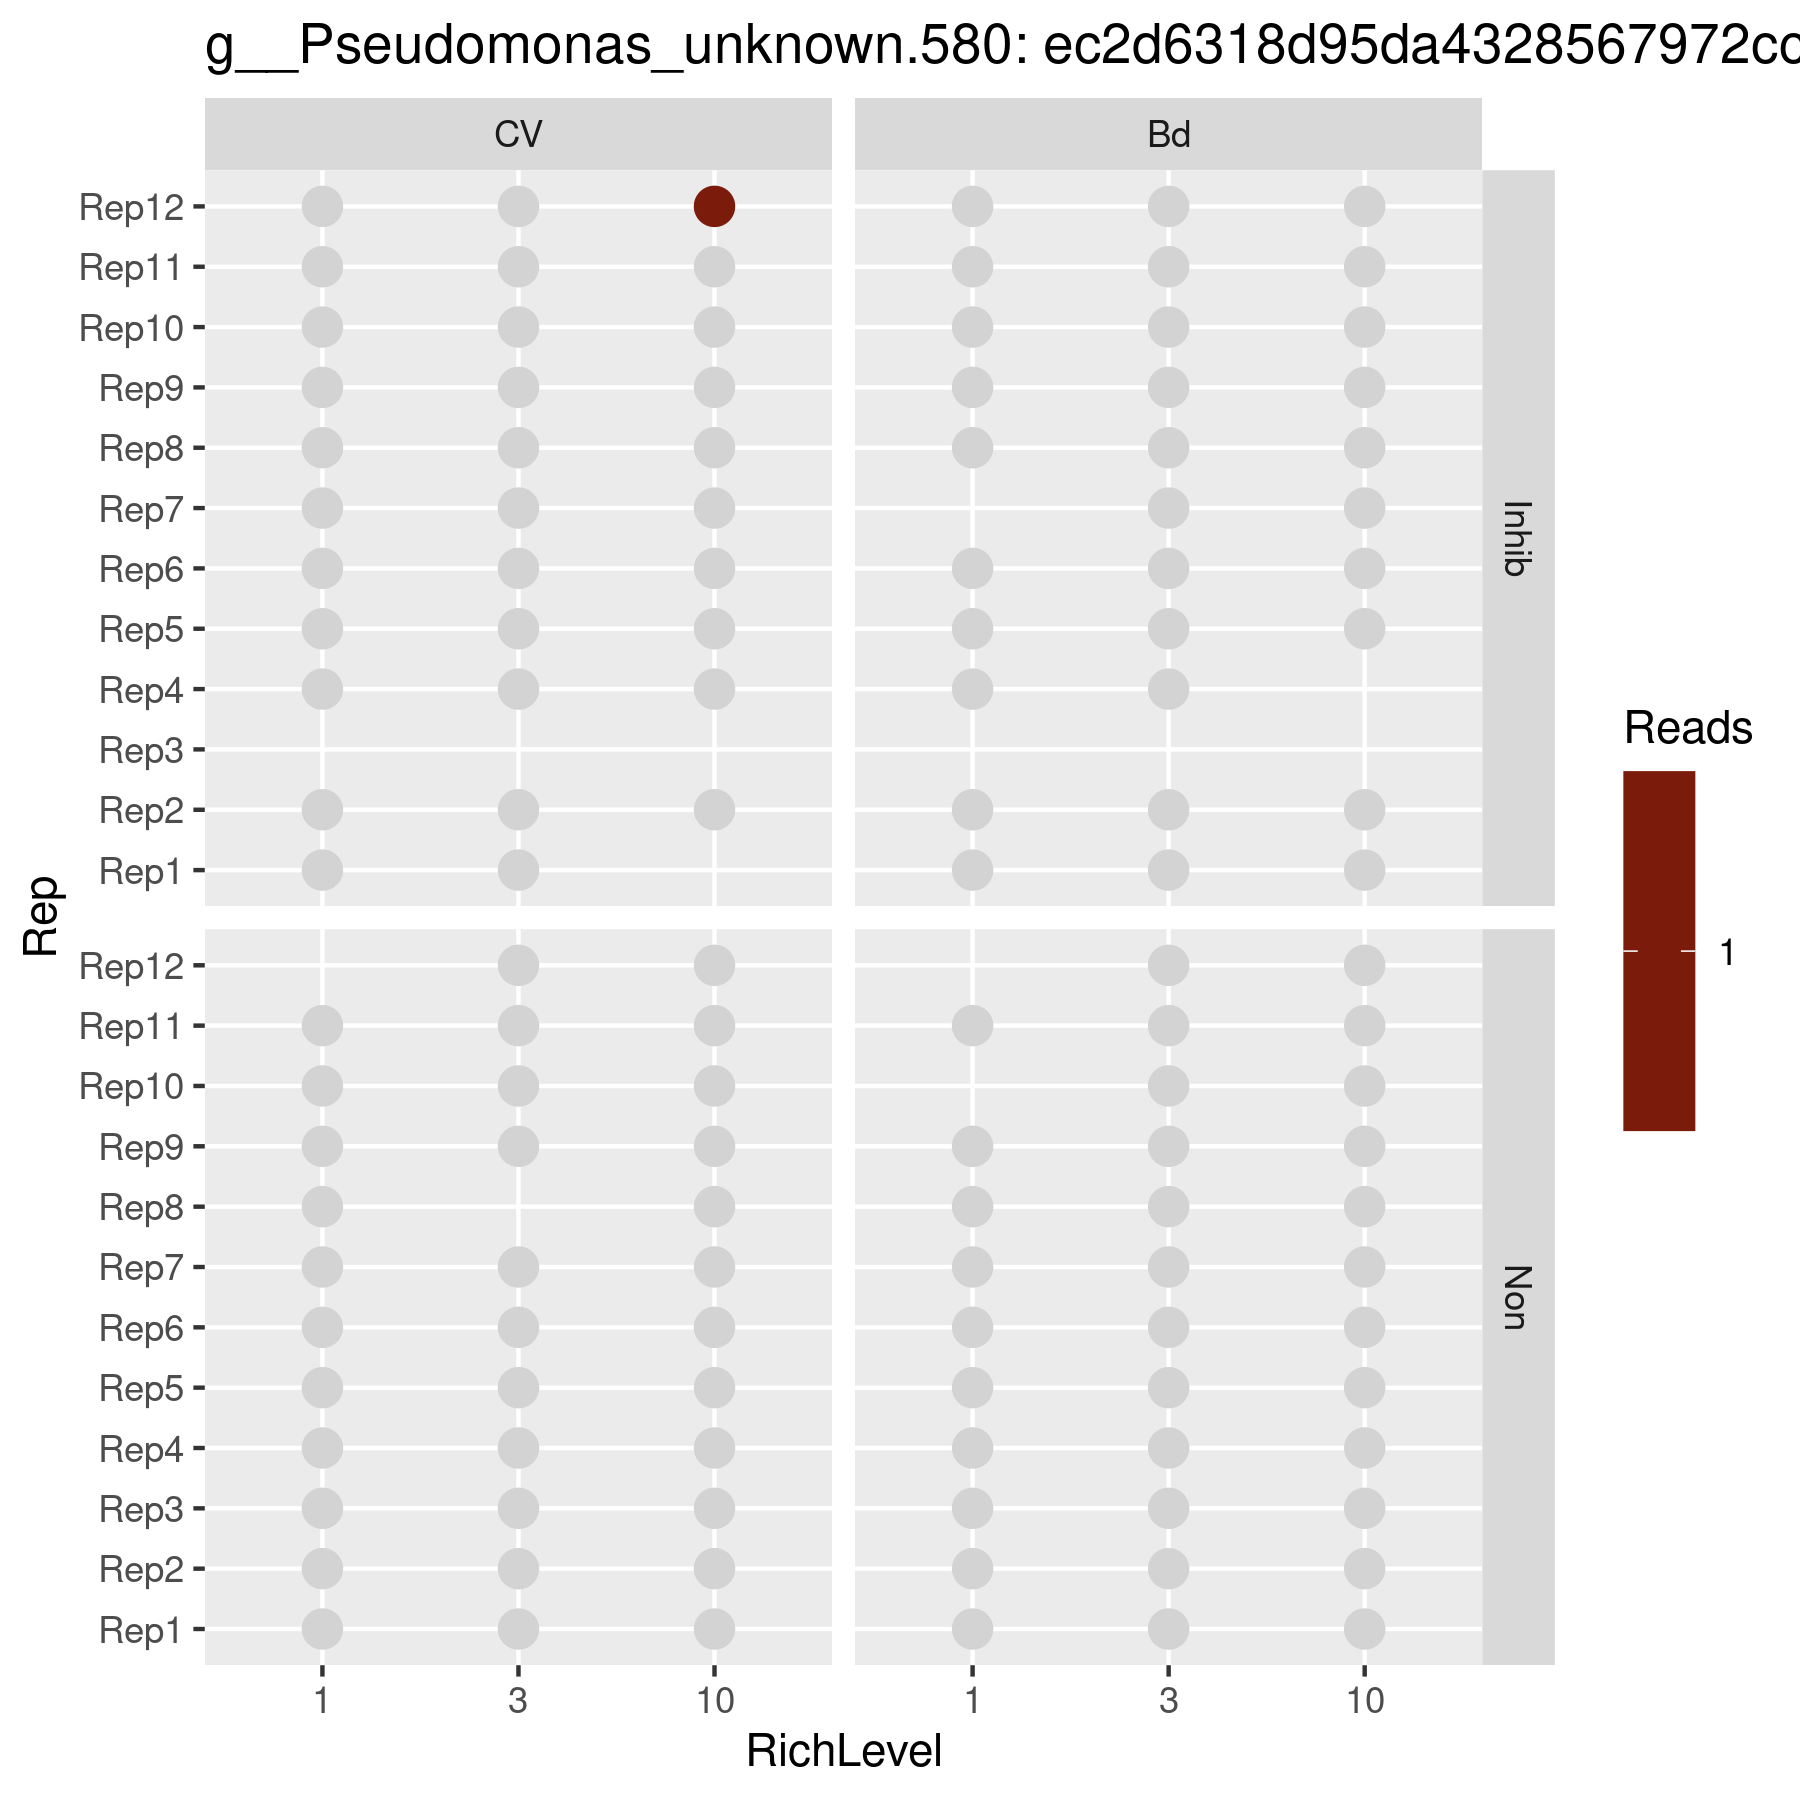 g__Pseudomonas_unknown.580: ec2d6318d95da4328567972cc
CV
Bd
Rep12
Rep11
Rep10
Rep9
Rep8
Rep7
Rep6
Rep5
Rep4
Rep3
Rep2
Rep1
Inhib
Rep12
Rep11
Rep10
Rep9
Rep8
Rep7
Rep6
Rep5
Rep4
Rep3
Rep2
Rep1
Non
Rep
1 3 10
1 3 10
RichLevel
Reads
1